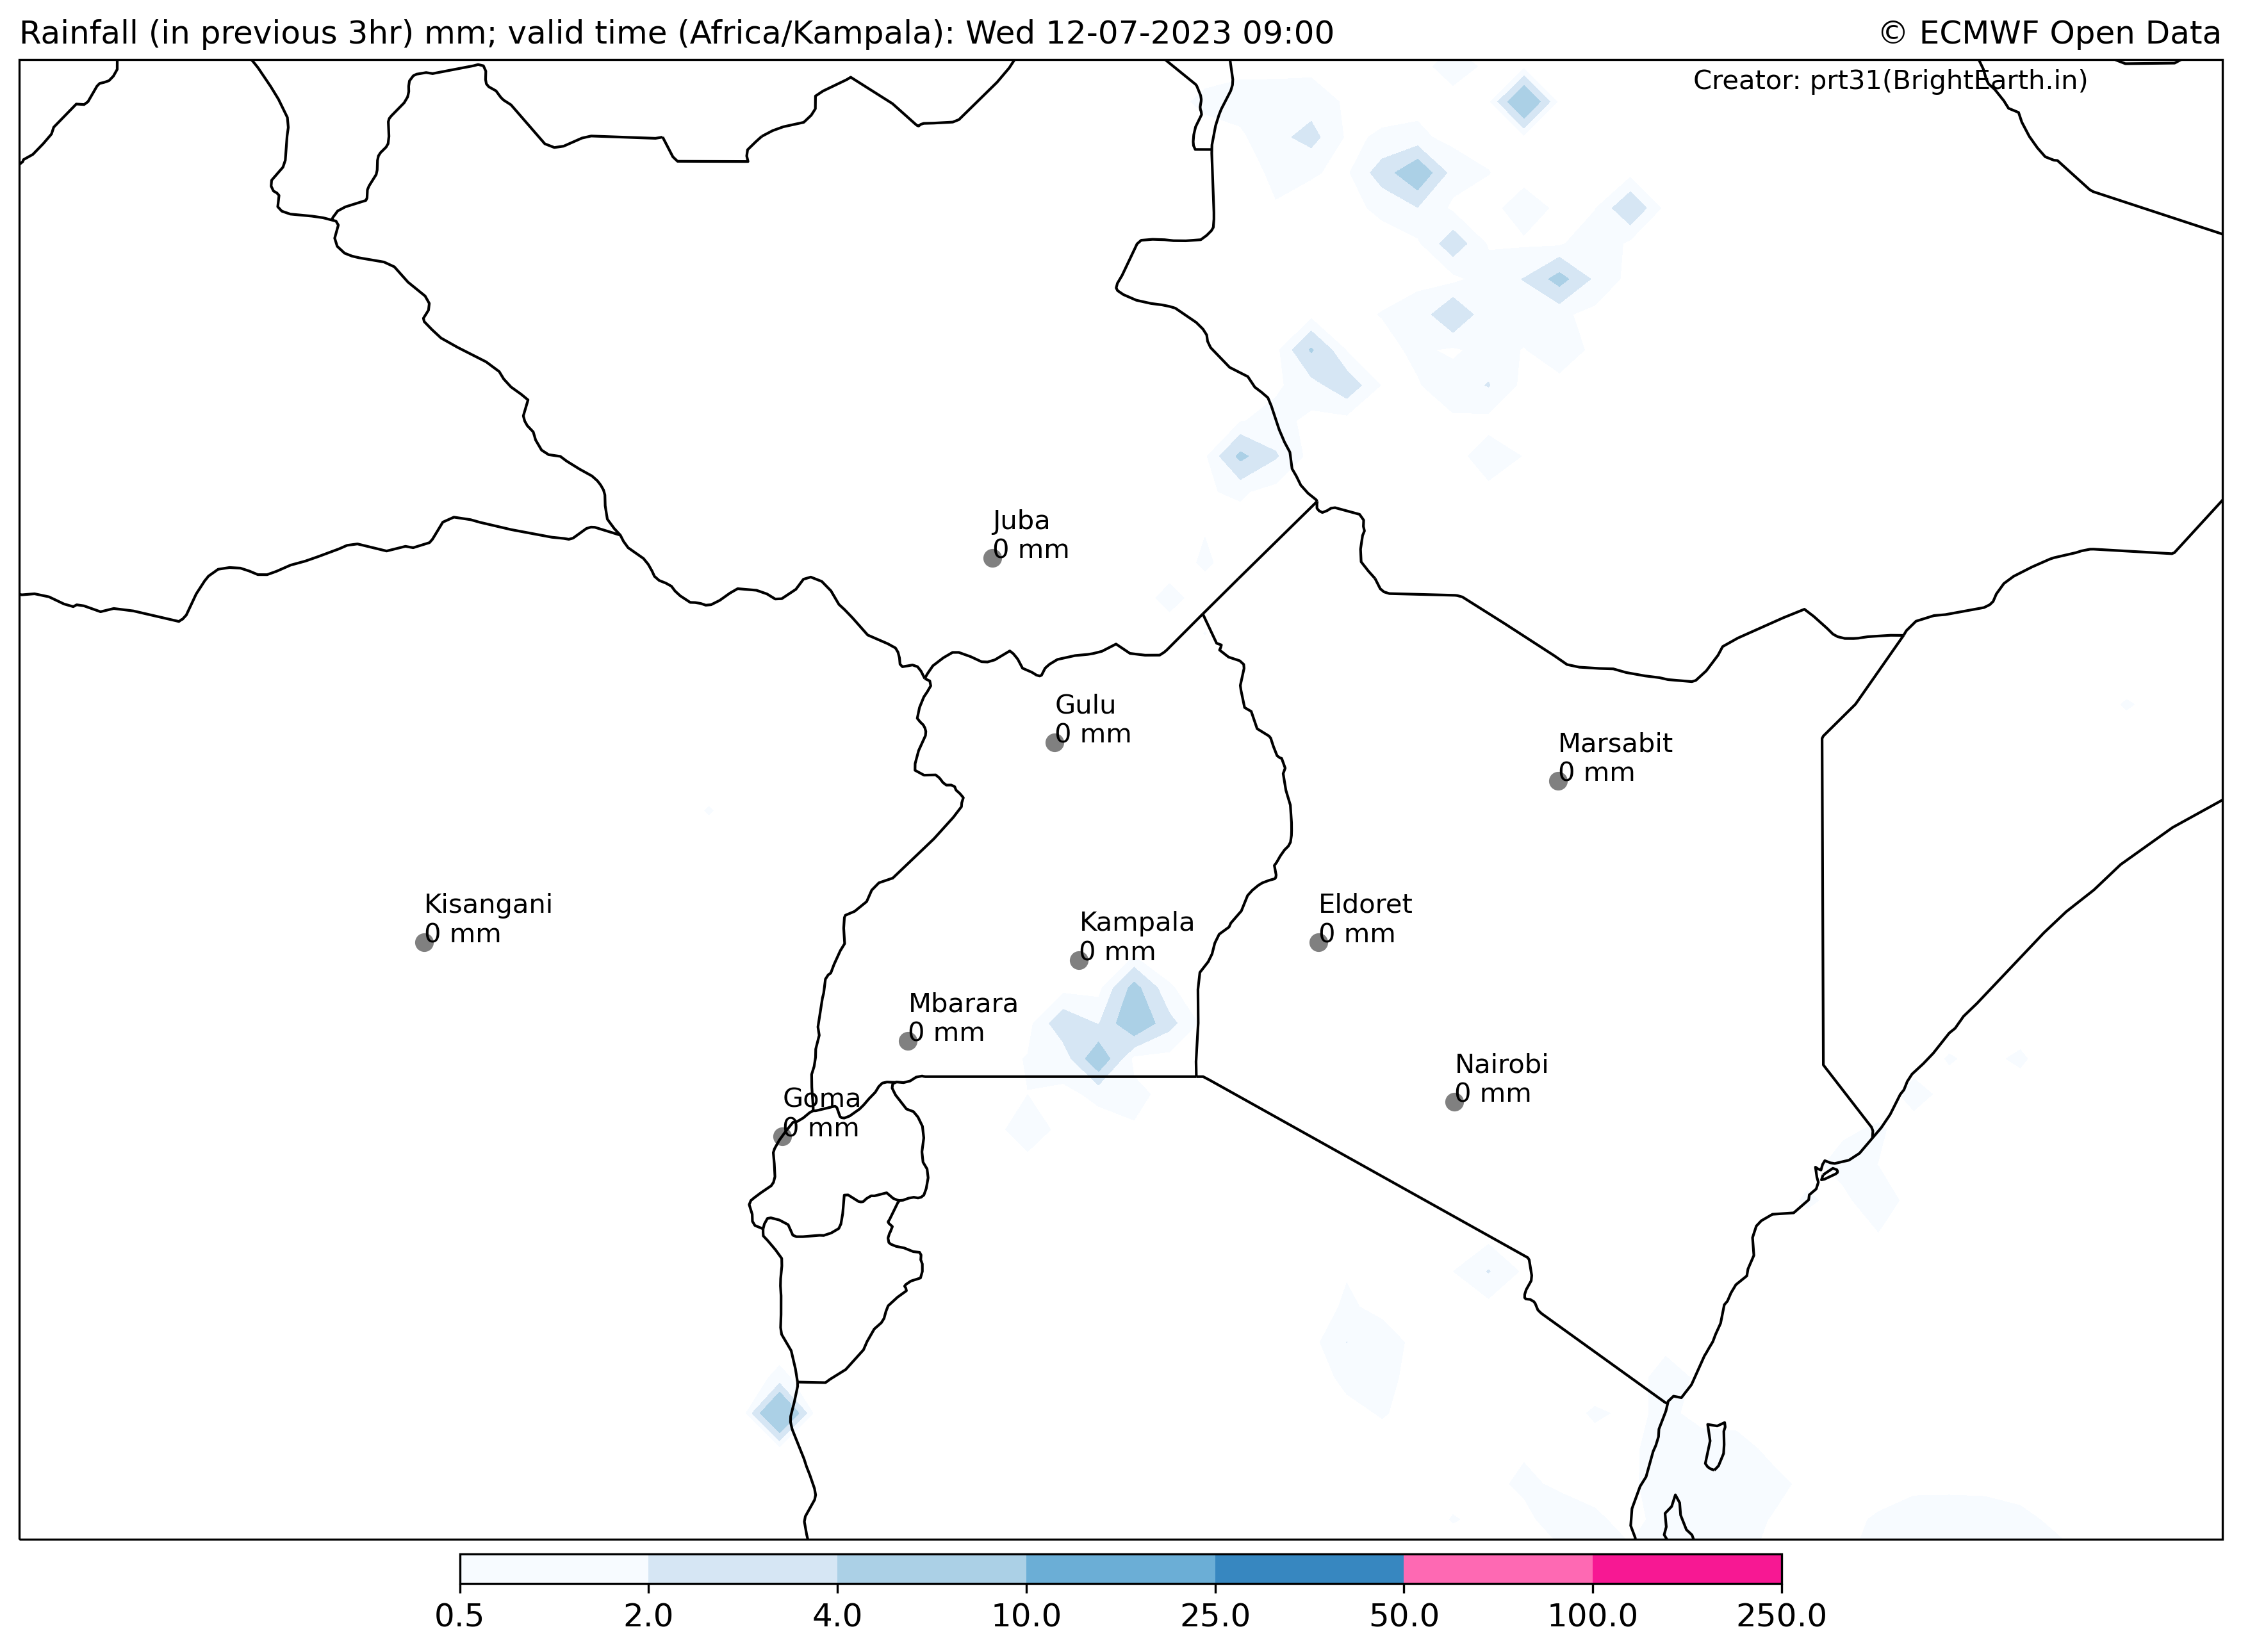 Rainfall (in previous 3hr) mm; valid time (Africa/Kampala): Wed 12-07-2023 09:00
© ECMWF Open Data
Creator: prt31(BrightEarth.in)
Juba
0 mm
Gulu
0 mm
Marsabit
0 mm
Kisangani
0 mm
Kampala
0 mm
Eldoret
0 mm
Mbarara
0 mm
Nairobi
0 mm
Goma
0 mm
0.5 2.0 4.0 10.0 25.0 50.0 100.0 250.0